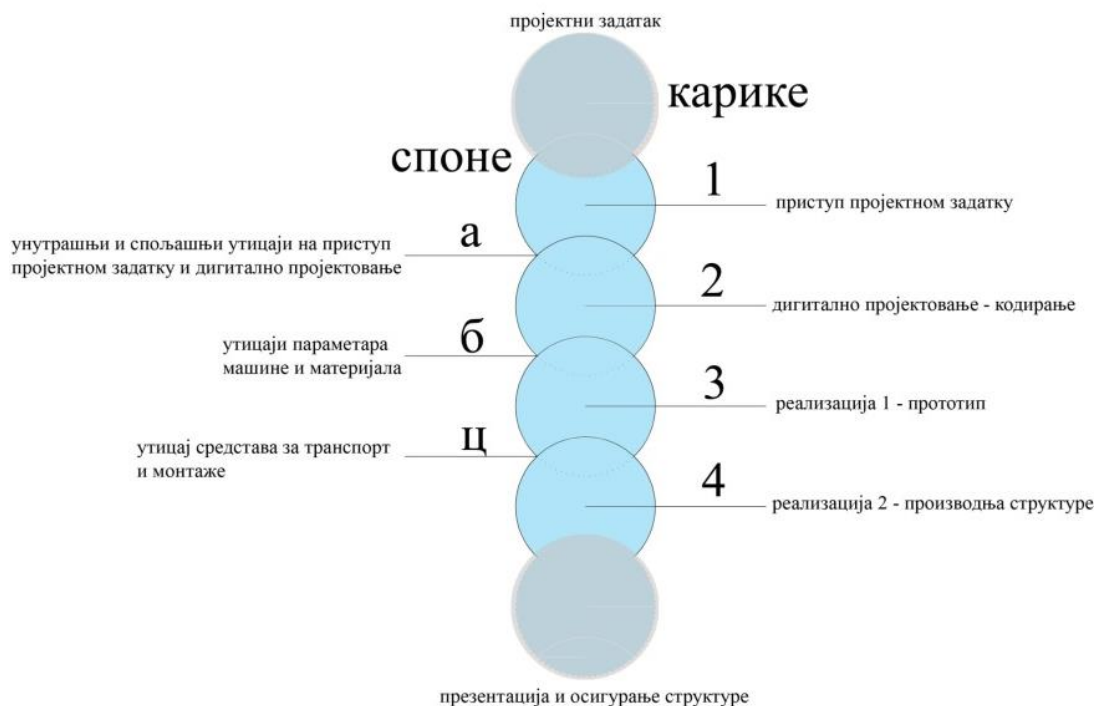 пројектни задатак
карике
споне
1
приступ пројектном задатку
а
унутрашњи и спољашњи утицаји на приступ
пројектном задатку и дигитално пројектовање
2
дигитално пројектовање - кодирање
б
утицаји параметара
машине и материјала
3
реализација 1 - прототип
ц
утицај средстава за транспорт
и монтаже
4
реализација 2 - производња структуре
презентација и осигурање структуре